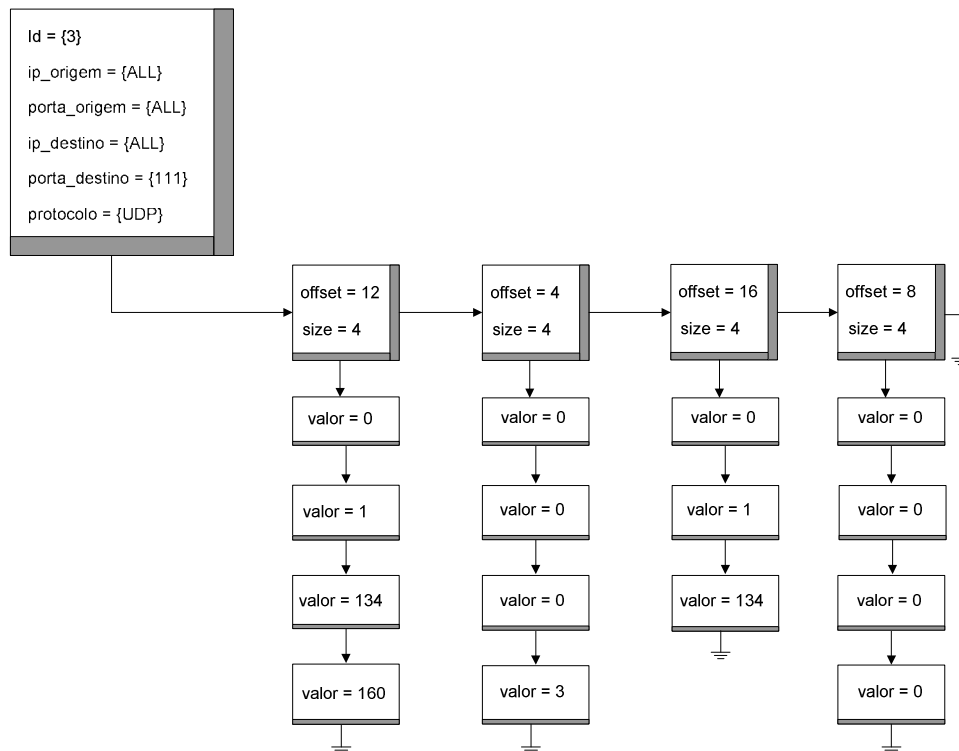 Id = {3}
ip_origem = {ALL}
porta_origem = {ALL}
ip_destino = {ALL}
porta_destino = {111}
protocolo = {UDP}
offset = 12
size = 4
valor = 0
valor = 1
valor = 134
valor = 160
offset = 4
size = 4
valor = 0
valor = 0
valor = 0
valor = 3
offset = 16
size = 4
valor = 0
valor = 1
valor = 134
offset = 8
size = 4
valor = 0
valor = 0
valor = 0
valor = 0